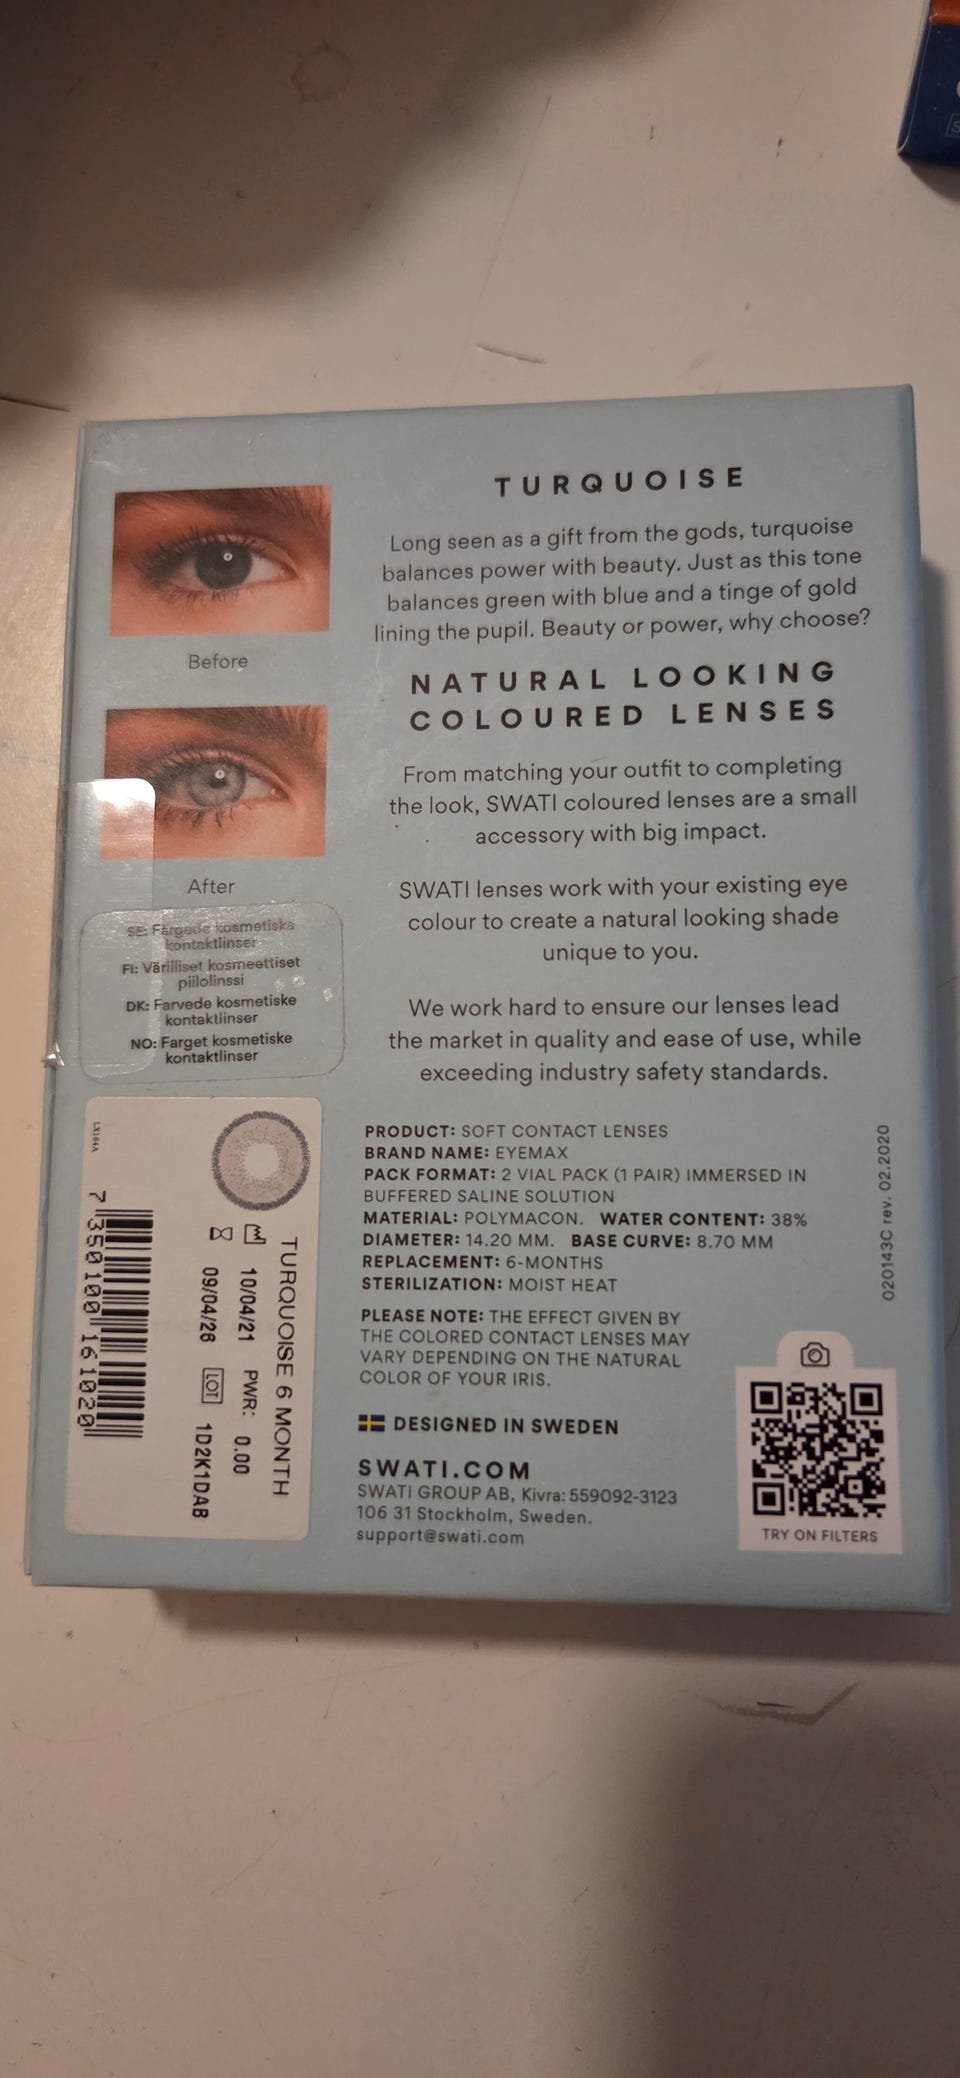 TURQUOISE
Long seen as a gift from the gods, turquoise
balances power with beauty. Just as this tone
balances green with blue and a tinge of gold
lining the pupil. Beauty or power, why choose?
NATURAL LOOKING
COLOURED LENSES
From matching your outfit to completing
the look, SWATI coloured lenses are a small
accessory with big impact.
SWATI lenses work with your existing eye
colour to create a natural looking shade
unique to you.
We work hard to ensure our lenses lead
the market in quality and ease of use, while
exceeding industry safety standards.
Before
After
SE: Färgade kosmetiska
kontaktlinser
FI: Värilliset kosmeettiset
piilolinssi
DK: Farvede kosmetiske
kontaktlinser
NO: Farget kosmetiske
kontaktlinser
PRODUCT: SOFT CONTACT LENSES
BRAND NAME: EYEMAX
PACK FORMAT: 2 VIAL PACK (1 PAIR) IMMERSED IN
BUFFERED SALINE SOLUTION
MATERIAL: POLYMACON. WATER CONTENT: 38%
DIAMETER: 14.20 MM. BASE CURVE: 8.70 MM
REPLACEMENT: 6-MONTHS
STERILIZATION: MOIST HEAT
PLEASE NOTE: THE EFFECT GIVEN BY
THE COLORED CONTACT LENSES MAY
VARY DEPENDING ON THE NATURAL
COLOR OF YOUR IRIS.
DESIGNED IN SWEDEN
SWATI.COM
SWATI GROUP AB, Kivra: 559092-3123
106 31 Stockholm, Sweden.
support@swati.com
020143C rev. 02.2020
TRY ON FILTERS
TURQUOISE 6 MONTH
10/04/21 PWR: 0.00
09/04/26 LOT 1D2K1DAB
7 350100 161020
LX164A